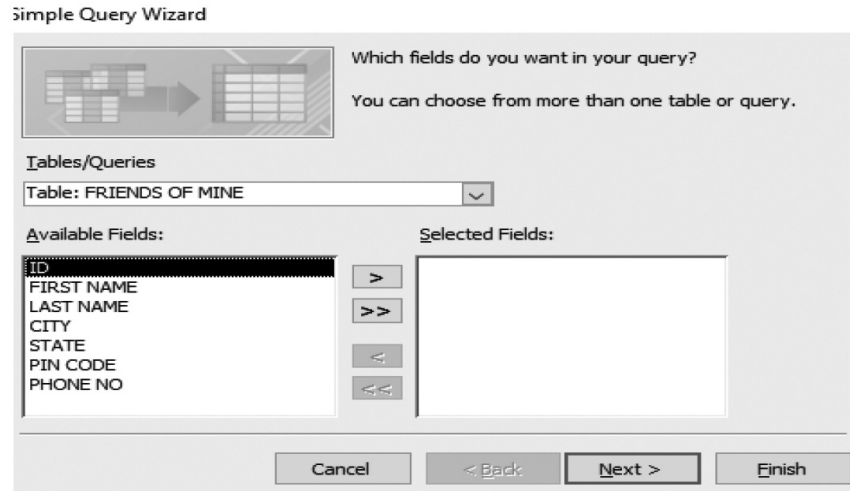 Simple Query Wizard
Which fields do you want in your query?
You can choose from more than one table or query.
Tables/Queries
Table: FRIENDS OF MINE
Available Fields:
Selected Fields:
ID
FIRST NAME
LAST NAME
CITY
STATE
PIN CODE
PHONE NO
>
>>
<
<<
Cancel
< Back
Next >
Finish